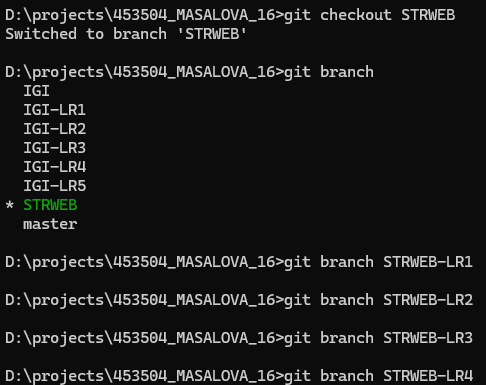 D:\projects\453504_MASALOVA_16>git checkout STRWEB
Switched to branch 'STRWEB'
D:\projects\453504_MASALOVA_16>git branch
IGI
IGI-LR1
IGI-LR2
IGI-LR3
IGI-LR4
IGI-LR5
* STRWEB
master
D:\projects\453504_MASALOVA_16>git branch STRWEB-LR1
D:\projects\453504_MASALOVA_16>git branch STRWEB-LR2
D:\projects\453504_MASALOVA_16>git branch STRWEB-LR3
D:\projects\453504_MASALOVA_16>git branch STRWEB-LR4